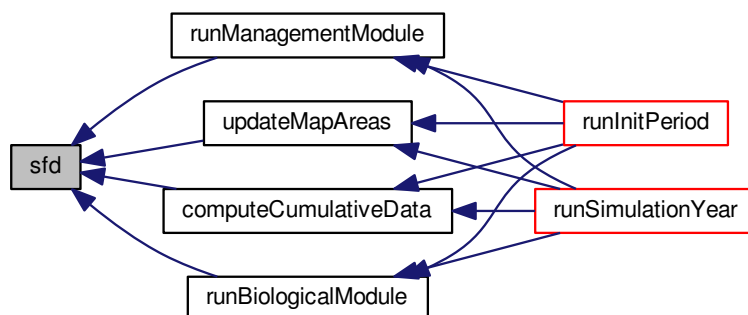 runManagementModule
updateMapAreas
runInitPeriod
sfd
computeCumulativeData
runSimulationYear
runBiologicalModule